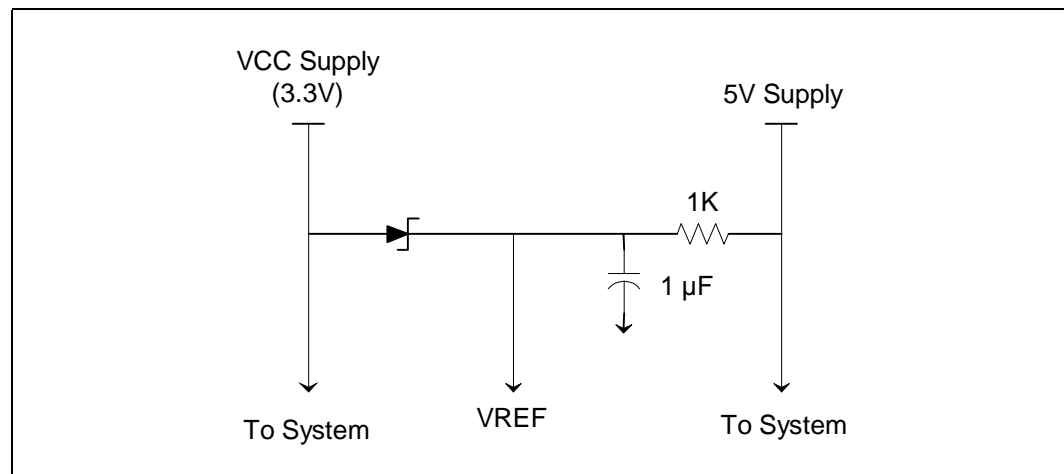 VCC Supply
(3.3V)
5V Supply
1K
1 µF
To System
VREF
To System